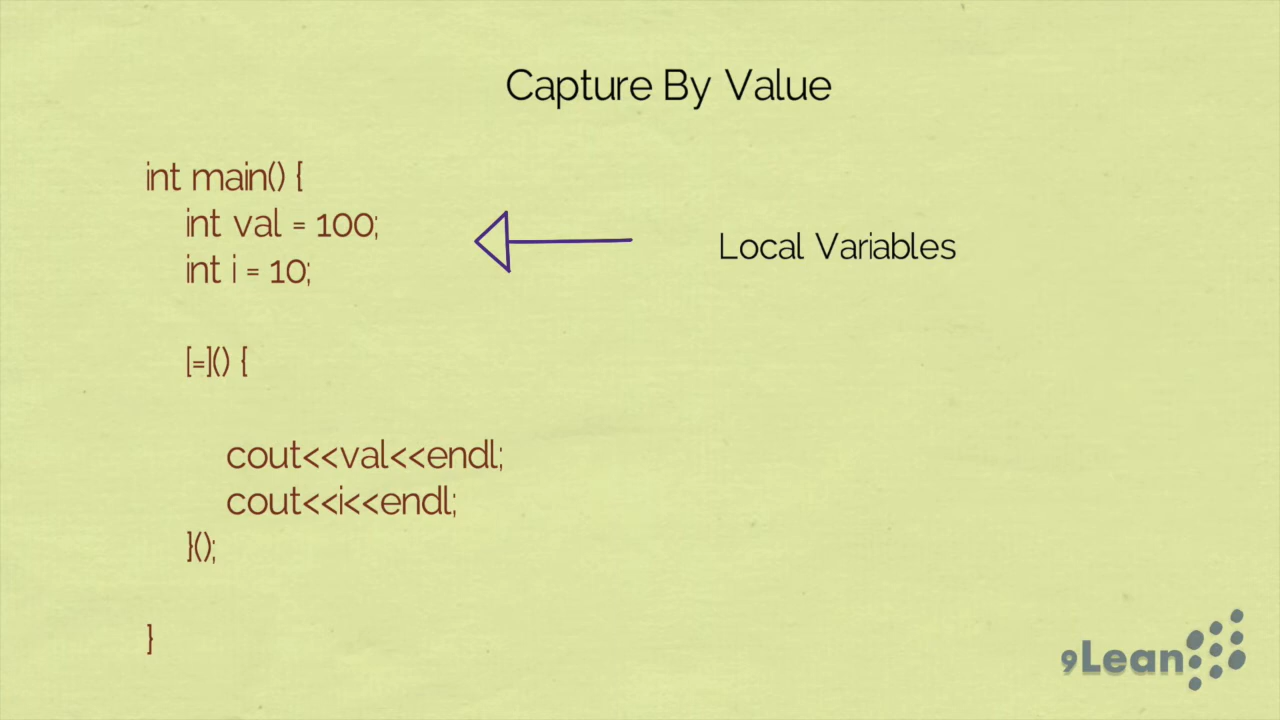 Capture By Value
int main() {
int val = 100;
int i = 10;
Local Variables
[=]() {
cout<<val<<endl;
cout<<i<<endl;
}();
}
9Lean